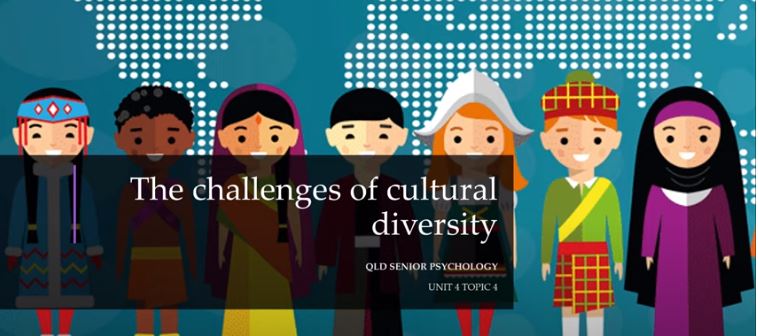 The challenges of cultural
diversity
QLD SENIOR PSYCHOLOGY
UNIT 4 TOPIC 4